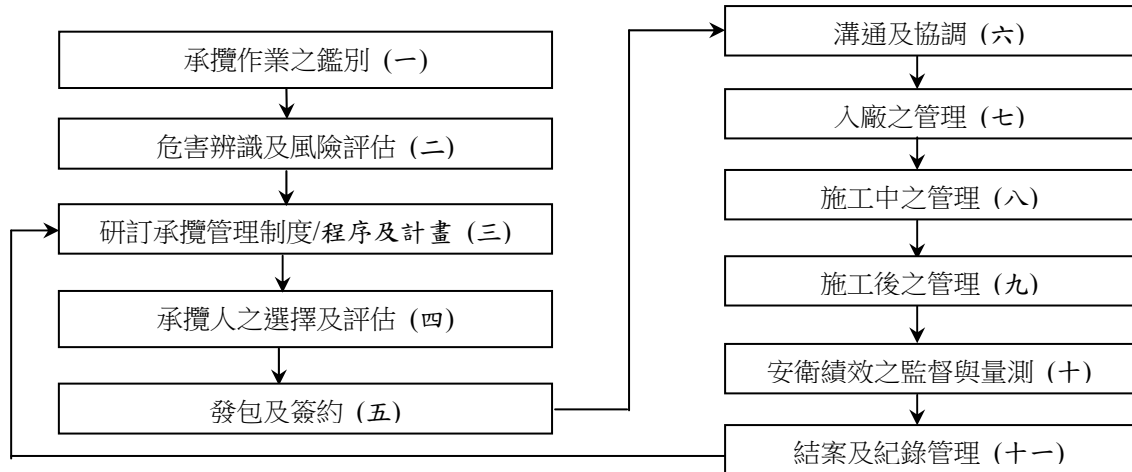 承攬作業之鑑別 (一)
危害辨識及風險評估 (二)
研訂承攬管理制度/程序及計畫 (三)
承攬人之選擇及評估 (四)
發包及簽約 (五)
溝通及協調 (六)
入廠之管理 (七)
施工中之管理 (八)
施工後之管理 (九)
安衛績效之監督與量測 (十)
結案及紀錄管理 (十一)